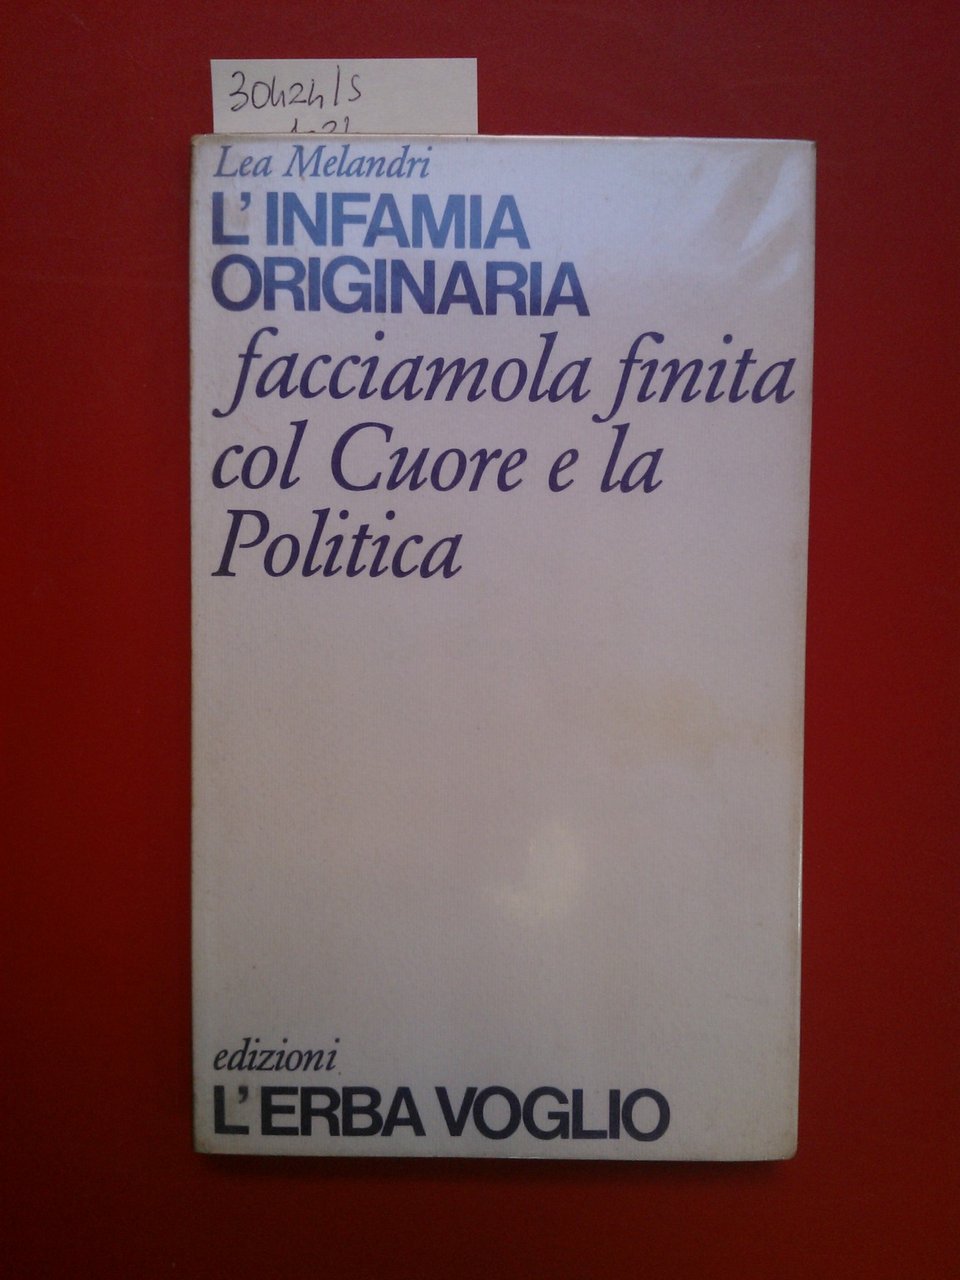 30424/S
Lea Melandri
L'INFAMIA
ORIGINARIA
facciamola finita
col Cuore e la
Politica
edizioni
L'ERBA VOGLIO